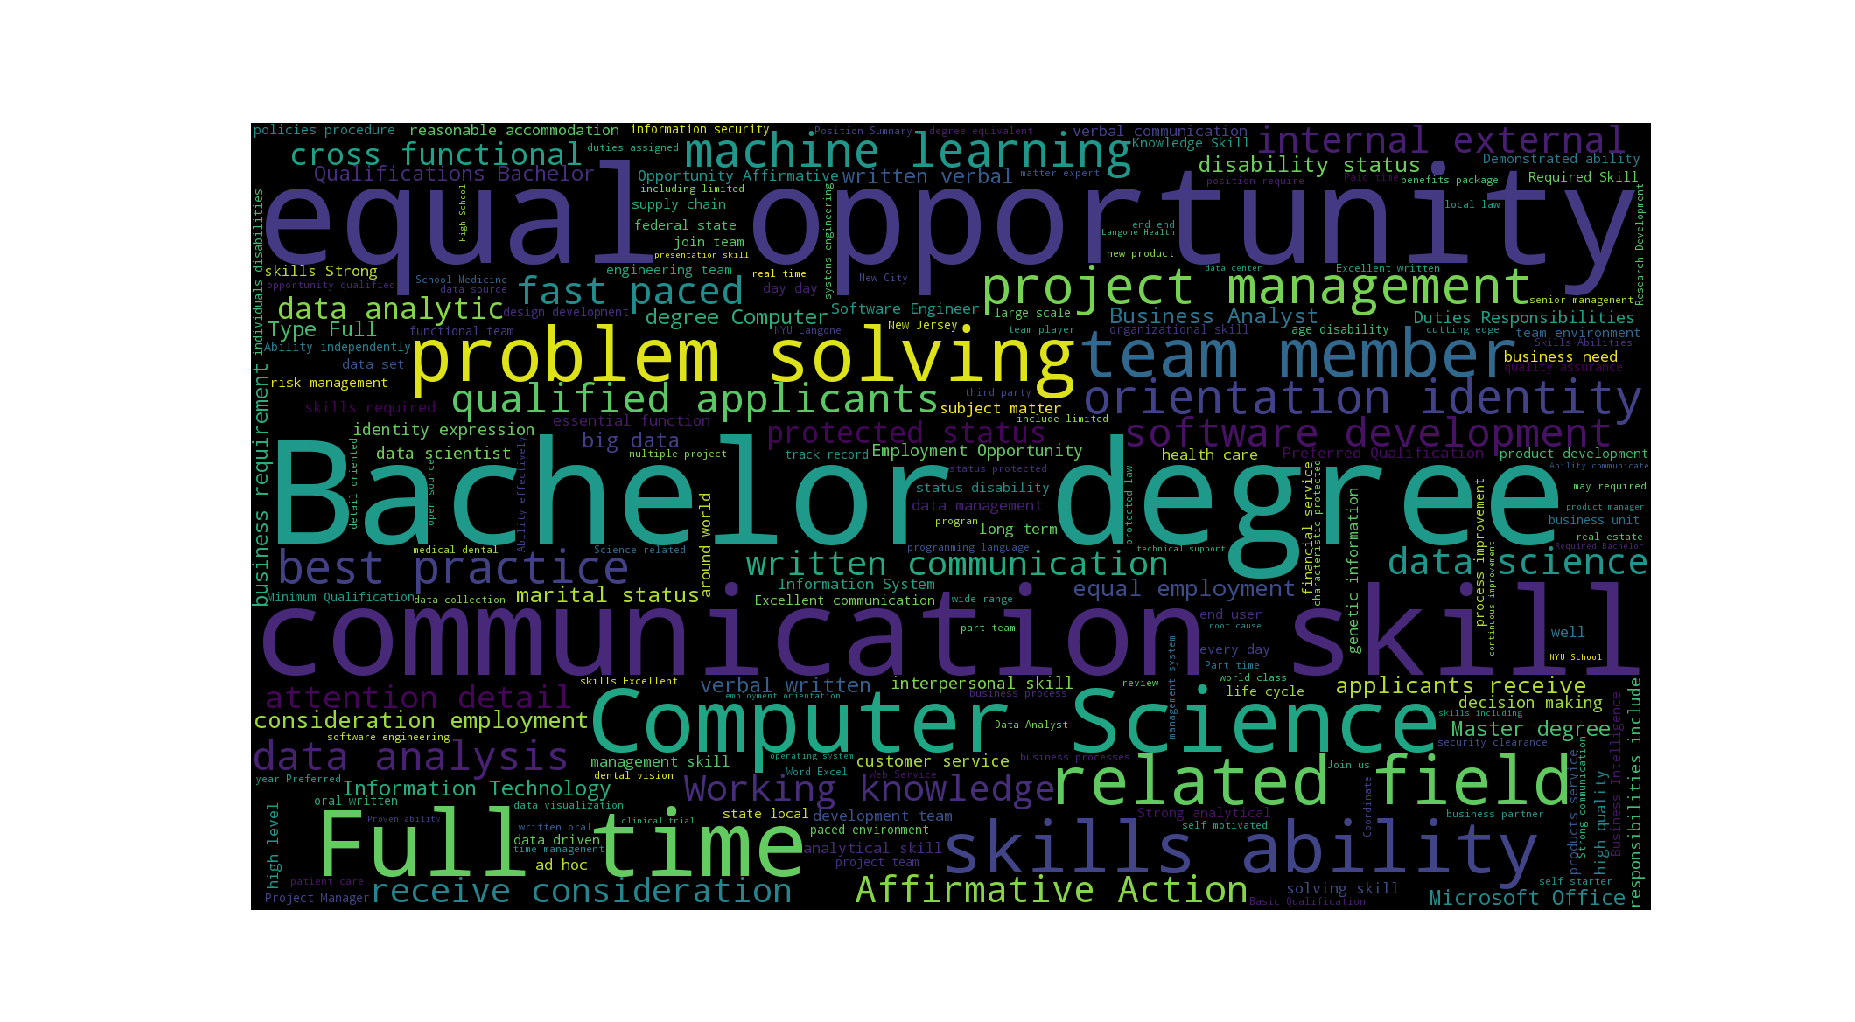 policies procedure
reasonable accommodation
information security
Position Summary
degree equivalent
verbal communication
internal external
cross functional
duties assigned
machine learning
Knowledge Skill
disability status
Demonstrated ability
Qualifications Bachelor
Opportunity Affirmative
written verbal
matter expert
position require
Paid time
benefits package
Required Skill
individuals disabilities
High School
including limited
supply chain
systems engineering
equal opportunity
local law
Research Development
federal state
join team
presentation skill
end end
Langone Health
new product
skills Strong
School Medicine
engineering team
real time
New City
data center
Excellent written
opportunity qualified
data source
fast paced
day day
project management
senior management
data analytic
design development
degree Computer
Software Engineer
large scale
Business Analyst
Duties Responsibilities
Type Full
functional team
NYU Langone
New Jersey
team player
organizational skill
age disability
cutting edge
team environment
Ability independently
problem solving
team member
Skills Abilities
data set
business need
risk management
quality assurance
qualified applicants
third party
orientation identity
skills required
essential function
subject matter
include limited
identity expression
big data
protected status
software development
data scientist
multiple project
track record
Employment Opportunity
health care
Preferred Qualification
product development
business requirement
detail oriented
open source
Ability effectively
Bachelor degree
status protected
Ability communicate
status disability
protected law
may required
data management
product manager
around world
program
long term
financial service
characteristic protected
genetic information
process improvement
continuous improvement
business unit
medical dental
Science related
programming language
technical support
real estate
Required Bachelor
best practice
written communication
data science
Information System
Minimum Qualification
data collection
marital status
Excellent communication
wide range
equal employment
communication skill
end user
root cause
part team
well
management system
every day
NYU School
Part time
attention detail
skills Excellent
verbal written
employment orientation
interpersonal skill
business process
review
world class
life cycle
applicants receive
decision making
consideration employment
Computer Science
Data Analyst
skills including
Master degree
Business Intelligence
responsibilities include
software engineering
data analysis
management skill
operating system
customer service
business processes
security clearance
year Preferred
dental vision
Word Excel
Web Service
Join us
Information Technology
Working knowledge
related field
products service
Strong communication
high quality
high level
oral written
data visualization
Proven ability
clinical trial
state local
development team
Strong analytical
Coordinate
business partner
Full time
written oral
data driven
paced environment
self motivated
time management
analytical skill
ad hoc
project team
skills ability
patient care
self starter
Project Manager
receive consideration
Affirmative Action
solving skill
Basic Qualification
Microsoft Office